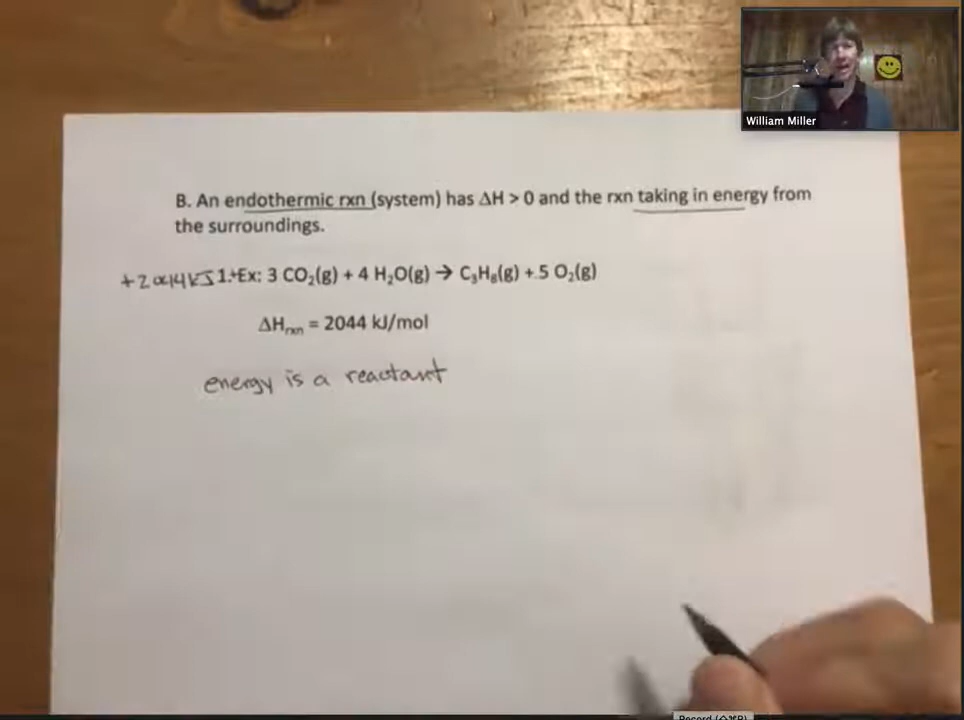 William Miller
B. An endothermic rxn (system) has ΔH > 0 and the rxn taking in energy from
the surroundings.
+2044kJ 1.+Ex: 3 CO₂(g) + 4 H₂O(g) → C₃H₈(g) + 5 O₂(g)
ΔHrxn = 2044 kJ/mol
energy is a reactant